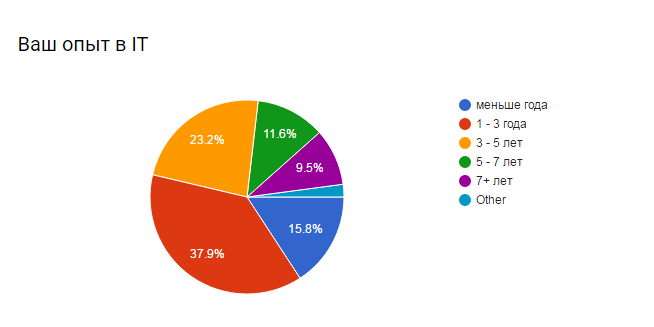 Ваш опыт в IT
меньше года
1 - 3 года
3 - 5 лет
5 - 7 лет
7+ лет
Other
23.2%
11.6%
9.5%
15.8%
37.9%